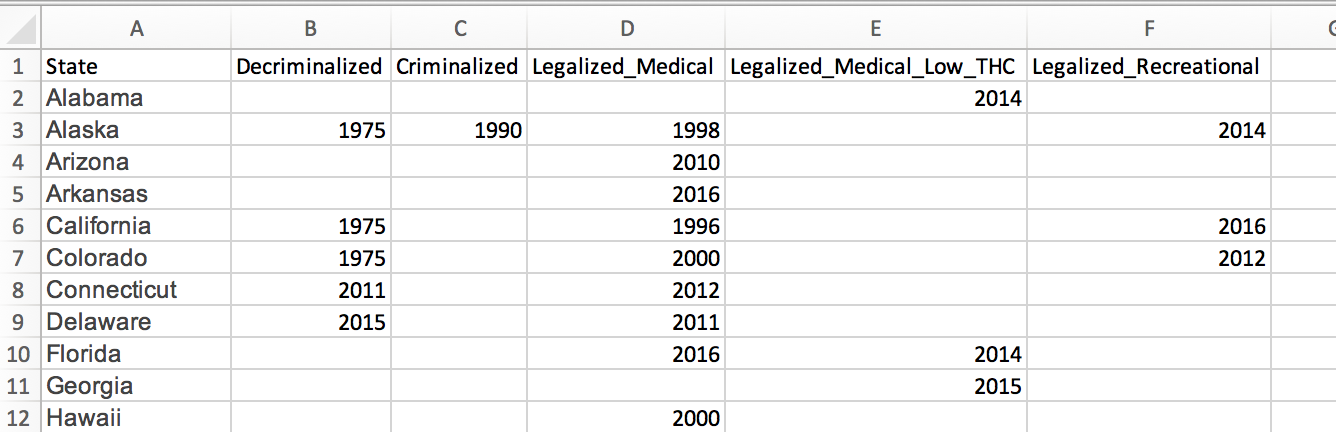 A B C D E F
1 State Decriminalized Criminalized Legalized_Medical Legalized_Medical_Low_THC Legalized_Recreational
2 Alabama 2014
3 Alaska 1975 1990 1998 2014
4 Arizona 2010
5 Arkansas 2016
6 California 1975 1996 2016
7 Colorado 1975 2000 2012
8 Connecticut 2011 2012
9 Delaware 2015 2011
10 Florida 2016 2014
11 Georgia 2015
12 Hawaii 2000